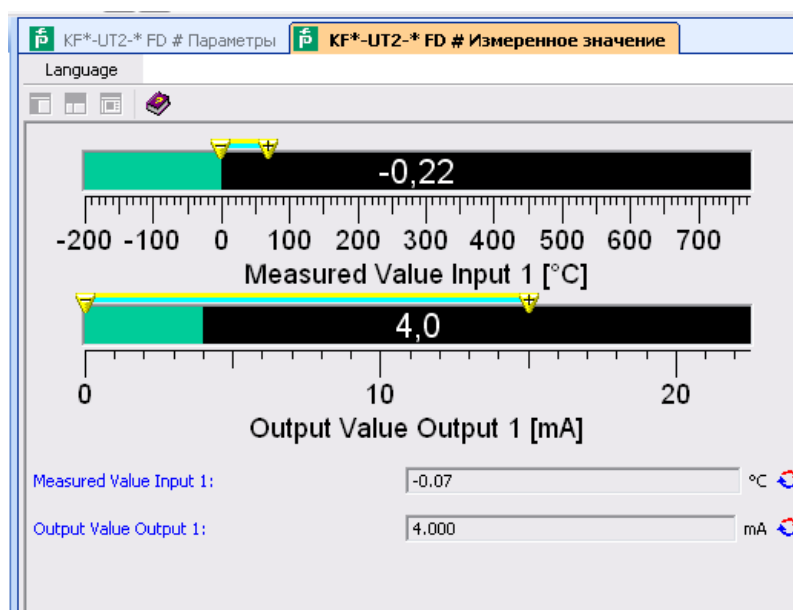 KF*-UT2-* FD # Параметры KF*-UT2-* FD # Измеренное значение
Language
-0,22
-200 -100 0 100 200 300 400 500 600 700
Measured Value Input 1 [°C]
4,0
0 10 20
Output Value Output 1 [mA]
Measured Value Input 1: -0.07 °C
Output Value Output 1: 4.000 mA